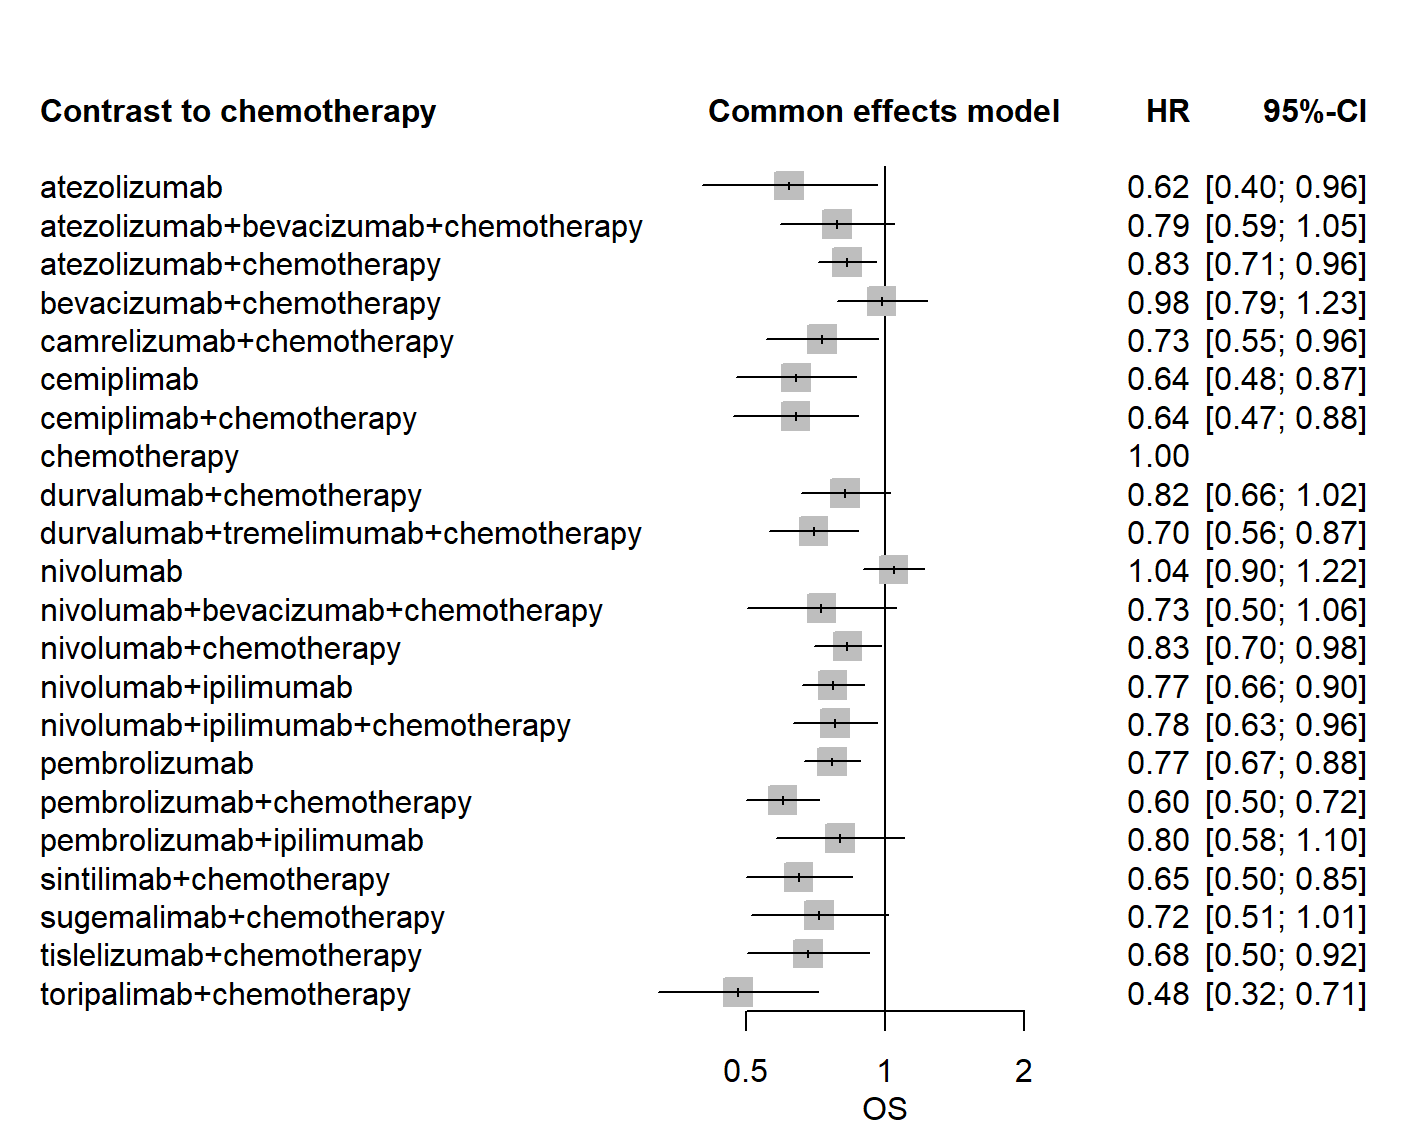 Contrast to chemotherapy Common effects model HR 95%-CI
atezolizumab 0.62 [0.40; 0.96]
atezolizumab+bevacizumab+chemotherapy 0.79 [0.59; 1.05]
atezolizumab+chemotherapy 0.83 [0.71; 0.96]
bevacizumab+chemotherapy 0.98 [0.79; 1.23]
camrelizumab+chemotherapy 0.73 [0.55; 0.96]
cemiplimab 0.64 [0.48; 0.87]
cemiplimab+chemotherapy 0.64 [0.47; 0.88]
chemotherapy 1.00
durvalumab+chemotherapy 0.82 [0.66; 1.02]
durvalumab+tremelimumab+chemotherapy 0.70 [0.56; 0.87]
nivolumab 1.04 [0.90; 1.22]
nivolumab+bevacizumab+chemotherapy 0.73 [0.50; 1.06]
nivolumab+chemotherapy 0.83 [0.70; 0.98]
nivolumab+ipilimumab 0.77 [0.66; 0.90]
nivolumab+ipilimumab+chemotherapy 0.78 [0.63; 0.96]
pembrolizumab 0.77 [0.67; 0.88]
pembrolizumab+chemotherapy 0.60 [0.50; 0.72]
pembrolizumab+ipilimumab 0.80 [0.58; 1.10]
sintilimab+chemotherapy 0.65 [0.50; 0.85]
sugemalimab+chemotherapy 0.72 [0.51; 1.01]
tislelizumab+chemotherapy 0.68 [0.50; 0.92]
toripalimab+chemotherapy 0.48 [0.32; 0.71]
0.5 1 2
OS